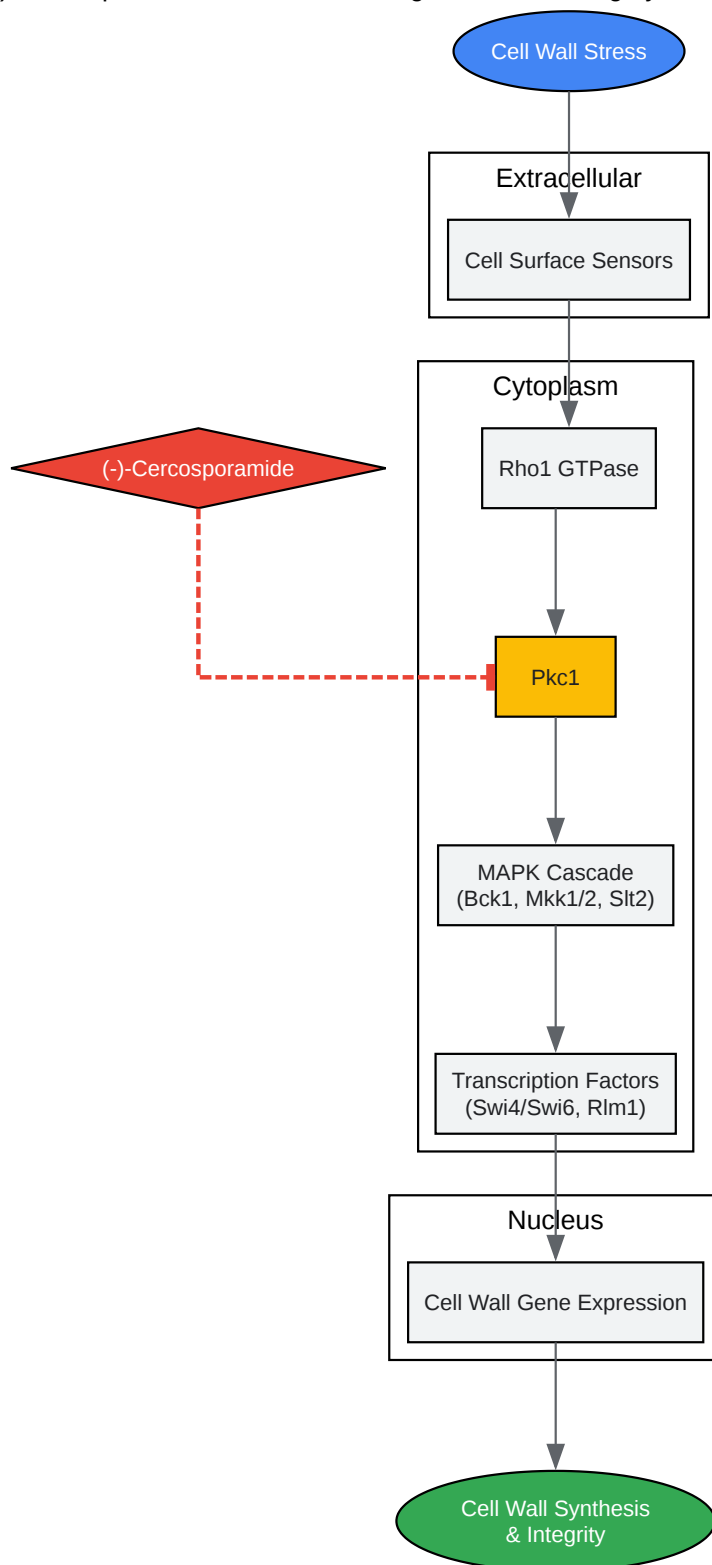 Cell Wall Stress
Extracellular
Cell Surface Sensors
Cytoplasm
(-)-Cercosporamide
Rho1 GTPase
Pkc1
MAPK Cascade
(Bck1, Mkk1/2, Slt2)
Transcription Factors
(Swi4/Swi6, Rlm1)
Nucleus
Cell Wall Gene Expression
Cell Wall Synthesis
& Integrity